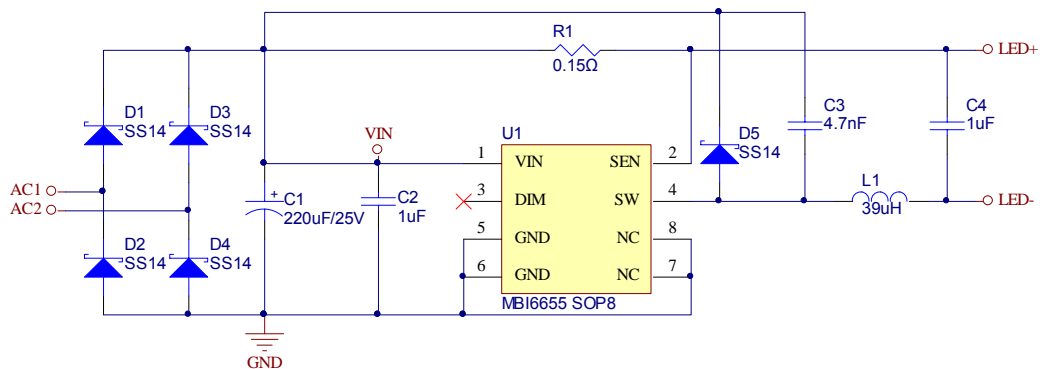 R1
0.15Ω
LED+
D1
SS14
D3
SS14
VIN
U1
D5
SS14
C3
4.7nF
C4
1uF
1 VIN SEN 2
AC1
AC2
+
C1
220uF/25V
C2
1uF
3 DIM SW 4
L1
39uH
LED-
D2
SS14
D4
SS14
5 GND NC 8
6 GND NC 7
MBI6655 SOP8
GND